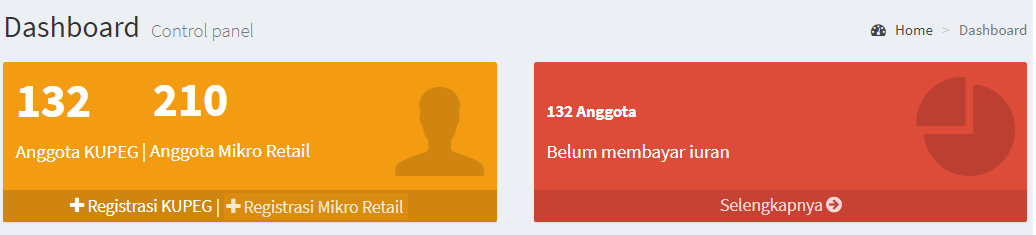 Dashboard Control panel
Home > Dashboard
132 210
Anggota KUPEG | Anggota Mikro Retail
Registrasi KUPEG | Registrasi Mikro Retail
132 Anggota
Belum membayar iuran
Selengkapnya